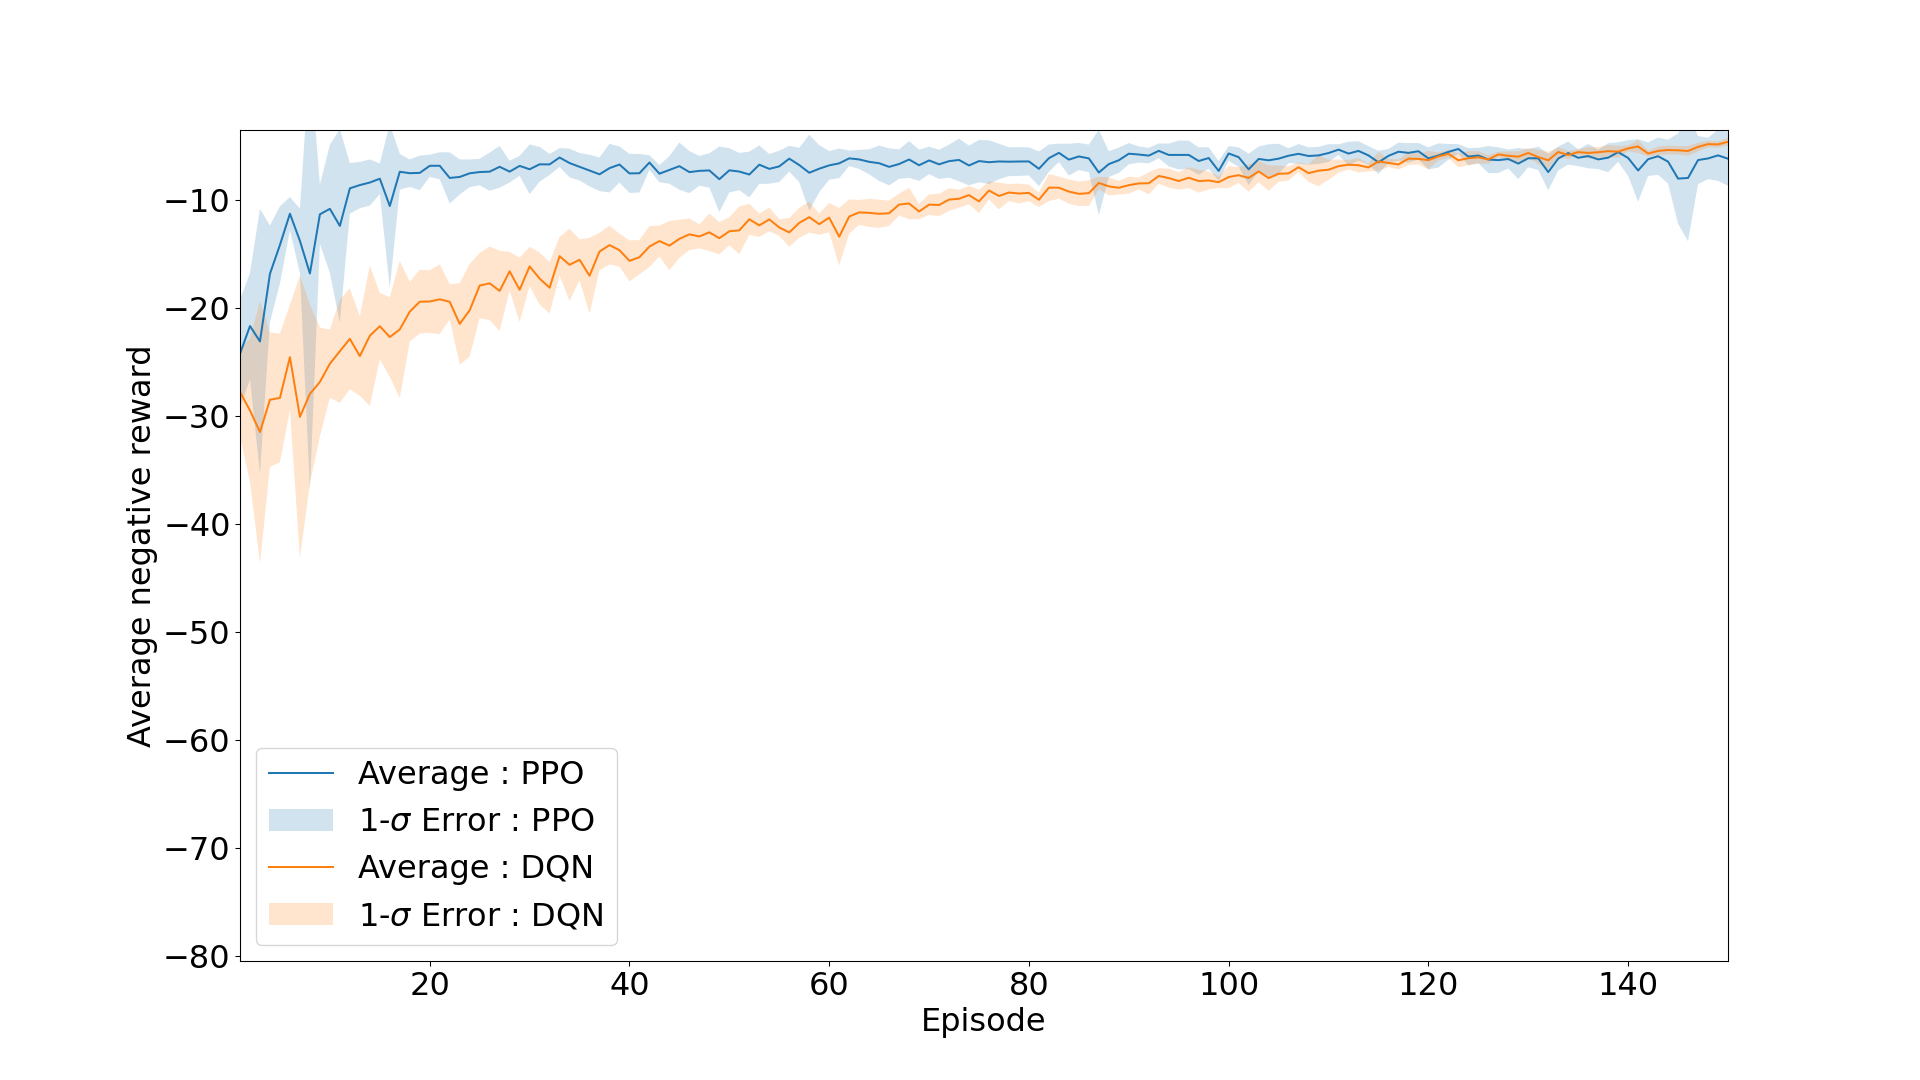 Average negative reward
−10
−20
−30
−40
−50
−60
−70
−80
Average : PPO
1-σ Error : PPO
Average : DQN
1-σ Error : DQN
20 40 60 80 100 120 140
Episode